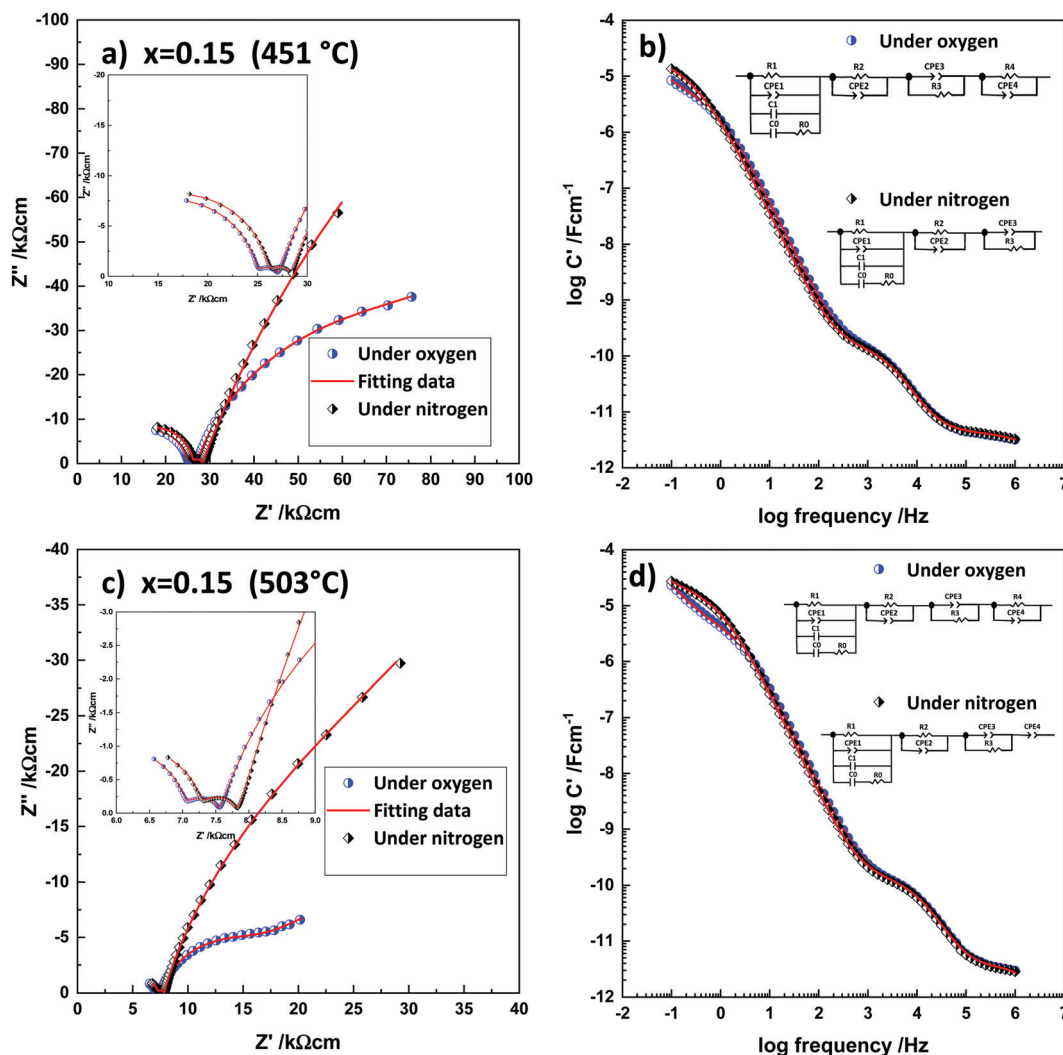 a) x=0.15 (451 °C)
Z'' /kΩcm
-100
-90
-80
-70
-60
-50
-40
-30
-20
-10
0
0 10 20 30 40 50 60 70 80 90 100
Z' /kΩcm
Z'' /kΩcm
-20
-15
-10
-5
0
10 15 20 25 30
Z' /kΩcm
Under oxygen
Fitting data
Under nitrogen
b)
log C' /Fcm⁻¹
-4
-5
-6
-7
-8
-9
-10
-11
-12
-2 -1 0 1 2 3 4 5 6 7
log frequency /Hz
Under oxygen
R1 R2 CPE3 R4
CPE1 CPE2 R3 CPE4
C1
C0 R0
Under nitrogen
R1 R2 CPE3
CPE1 CPE2 R3
C1
C0 R0
c) x=0.15 (503°C)
Z'' /kΩcm
-40
-35
-30
-25
-20
-15
-10
-5
0
0 5 10 15 20 25 30 35 40
Z' /kΩcm
Z'' /kΩcm
-3.0
-2.5
-2.0
-1.5
-1.0
-0.5
0.0
6.0 6.5 7.0 7.5 8.0 8.5 9.0
Z' /kΩcm
Under oxygen
Fitting data
Under nitrogen
d)
log C' /Fcm⁻¹
-4
-5
-6
-7
-8
-9
-10
-11
-12
-2 -1 0 1 2 3 4 5 6 7
log frequency /Hz
Under oxygen
R1 R2 CPE3 R4
CPE1 CPE2 R3 CPE4
C1
C0 R0
Under nitrogen
R1 R2 CPE3 CPE4
CPE1 CPE2 R3
C1
C0 R0